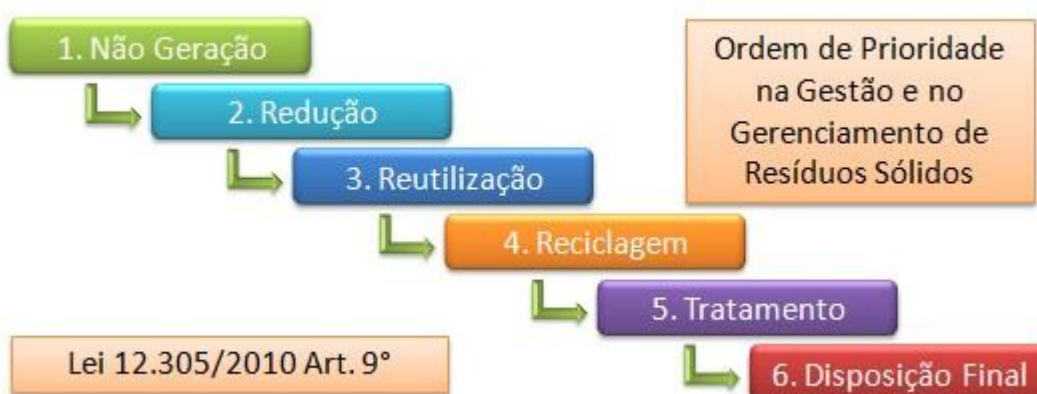 1. Não Geração
2. Redução
3. Reutilização
4. Reciclagem
5. Tratamento
6. Disposição Final
Ordem de Prioridade
na Gestão e no
Gerenciamento de
Resíduos Sólidos
Lei 12.305/2010 Art. 9°